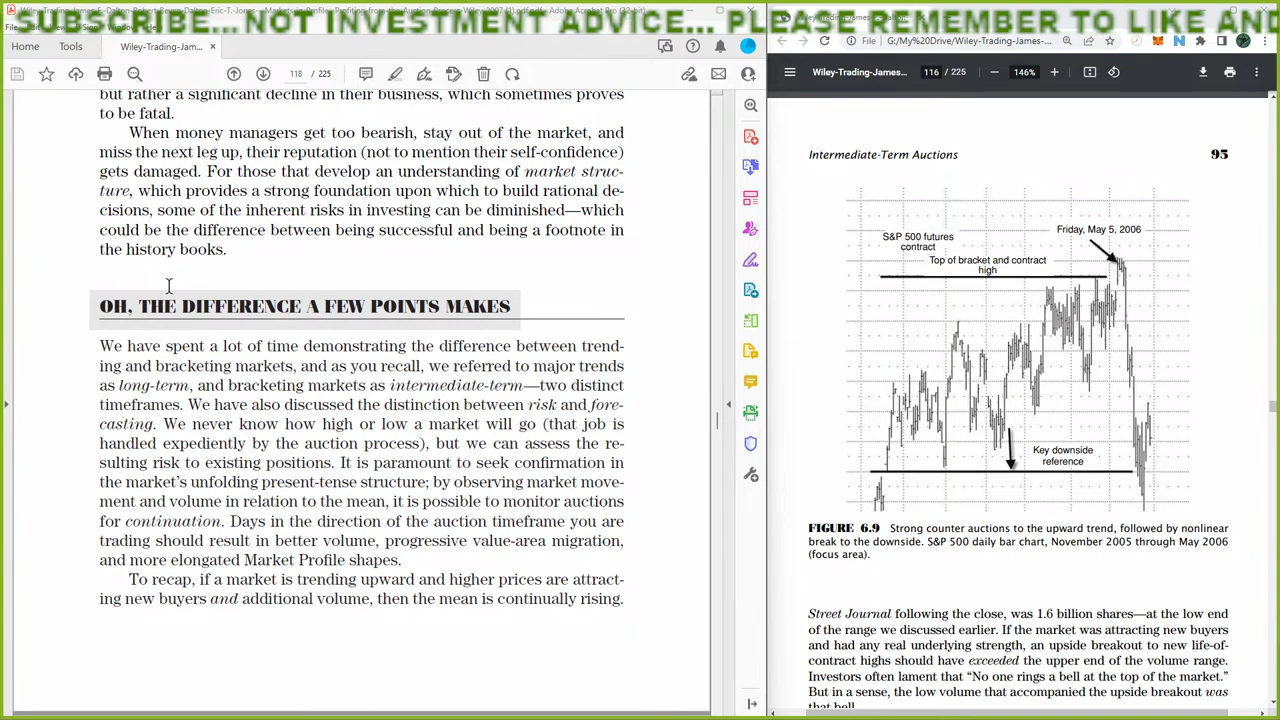 RIBE...NOT INVESTMENT ADVICE... PLEASE REMEMBER TO LIKE AND
Home Tools Wiley-Trading-Jam... ×
118 / 225
but rather a significant decline in their business, which sometimes proves
to be fatal.
When money managers get too bearish, stay out of the market, and
miss the next leg up, their reputation (not to mention their self-confidence)
gets damaged. For those that develop an understanding of market struc-
ture, which provides a strong foundation upon which to build rational de-
cisions, some of the inherent risks in investing can be diminished—which
could be the difference between being successful and being a footnote in
the history books.
OH, THE DIFFERENCE A FEW POINTS MAKES
We have spent a lot of time demonstrating the difference between trend-
ing and bracketing markets, and as you recall, we referred to major trends
as long-term, and bracketing markets as intermediate-term—two distinct
timeframes. We have also discussed the distinction between risk and fore-
casting. We never know how high or low a market will go (that job is
handled expediently by the auction process), but we can assess the re-
sulting risk to existing positions. It is paramount to seek confirmation in
the market's unfolding present-tense structure; by observing market move-
ment and volume in relation to the mean, it is possible to monitor auctions
for continuation. Days in the direction of the auction timeframe you are
trading should result in better volume, progressive value-area migration,
and more elongated Market Profile shapes.
To recap, if a market is trending upward and higher prices are attract-
ing new buyers and additional volume, then the mean is continually rising.
File G:/My%20Drive/Wiley-Trading-James-...
Wiley-Trading-James... 116 / 225 146%
Intermediate-Term Auctions 95
S&P 500 futures
contract
Friday, May 5, 2006
Top of bracket and contract
high
Key downside
reference
FIGURE 6.9 Strong counter auctions to the upward trend, followed by nonlinear
break to the downside. S&P 500 daily bar chart, November 2005 through May 2006
(focus area).
Street Journal following the close, was 1.6 billion shares—at the low end
of the range we discussed earlier. If the market was attracting new buyers
and had any real underlying strength, an upside breakout to new life-of-
contract highs should have exceeded the upper end of the volume range.
Investors often lament that “No one rings a bell at the top of the market.”
But in a sense, the low volume that accompanied the upside breakout was
that bell.